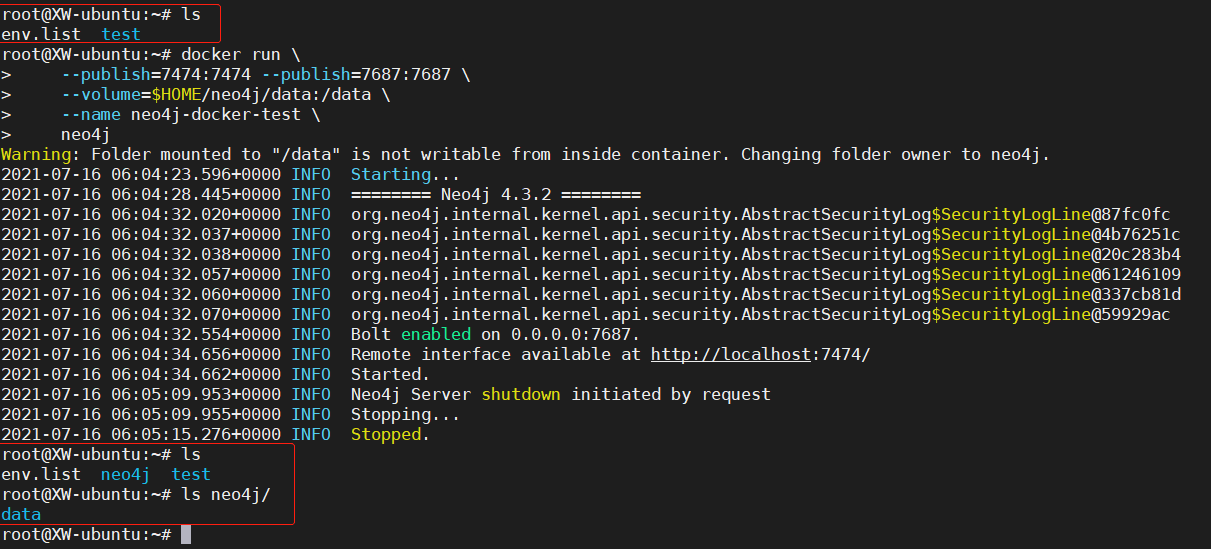 root@XW-ubuntu:~# ls
env.list  test
root@XW-ubuntu:~# docker run \
>     --publish=7474:7474 --publish=7687:7687 \
>     --volume=$HOME/neo4j/data:/data \
>     --name neo4j-docker-test \
>     neo4j
Warning: Folder mounted to "/data" is not writable from inside container. Changing folder owner to neo4j.
2021-07-16 06:04:23.596+0000 INFO  Starting...
2021-07-16 06:04:28.445+0000 INFO  ======== Neo4j 4.3.2 ========
2021-07-16 06:04:32.020+0000 INFO  org.neo4j.internal.kernel.api.security.AbstractSecurityLog$SecurityLogLine@87fc0fc
2021-07-16 06:04:32.037+0000 INFO  org.neo4j.internal.kernel.api.security.AbstractSecurityLog$SecurityLogLine@4b76251c
2021-07-16 06:04:32.038+0000 INFO  org.neo4j.internal.kernel.api.security.AbstractSecurityLog$SecurityLogLine@20c283b4
2021-07-16 06:04:32.057+0000 INFO  org.neo4j.internal.kernel.api.security.AbstractSecurityLog$SecurityLogLine@61246109
2021-07-16 06:04:32.060+0000 INFO  org.neo4j.internal.kernel.api.security.AbstractSecurityLog$SecurityLogLine@337cb81d
2021-07-16 06:04:32.070+0000 INFO  org.neo4j.internal.kernel.api.security.AbstractSecurityLog$SecurityLogLine@59929ac
2021-07-16 06:04:32.554+0000 INFO  Bolt enabled on 0.0.0.0:7687.
2021-07-16 06:04:34.656+0000 INFO  Remote interface available at http://localhost:7474/
2021-07-16 06:04:34.662+0000 INFO  Started.
2021-07-16 06:05:09.953+0000 INFO  Neo4j Server shutdown initiated by request
2021-07-16 06:05:09.955+0000 INFO  Stopping...
2021-07-16 06:05:15.276+0000 INFO  Stopped.
root@XW-ubuntu:~# ls
env.list  neo4j  test
root@XW-ubuntu:~# ls neo4j/
data
root@XW-ubuntu:~#